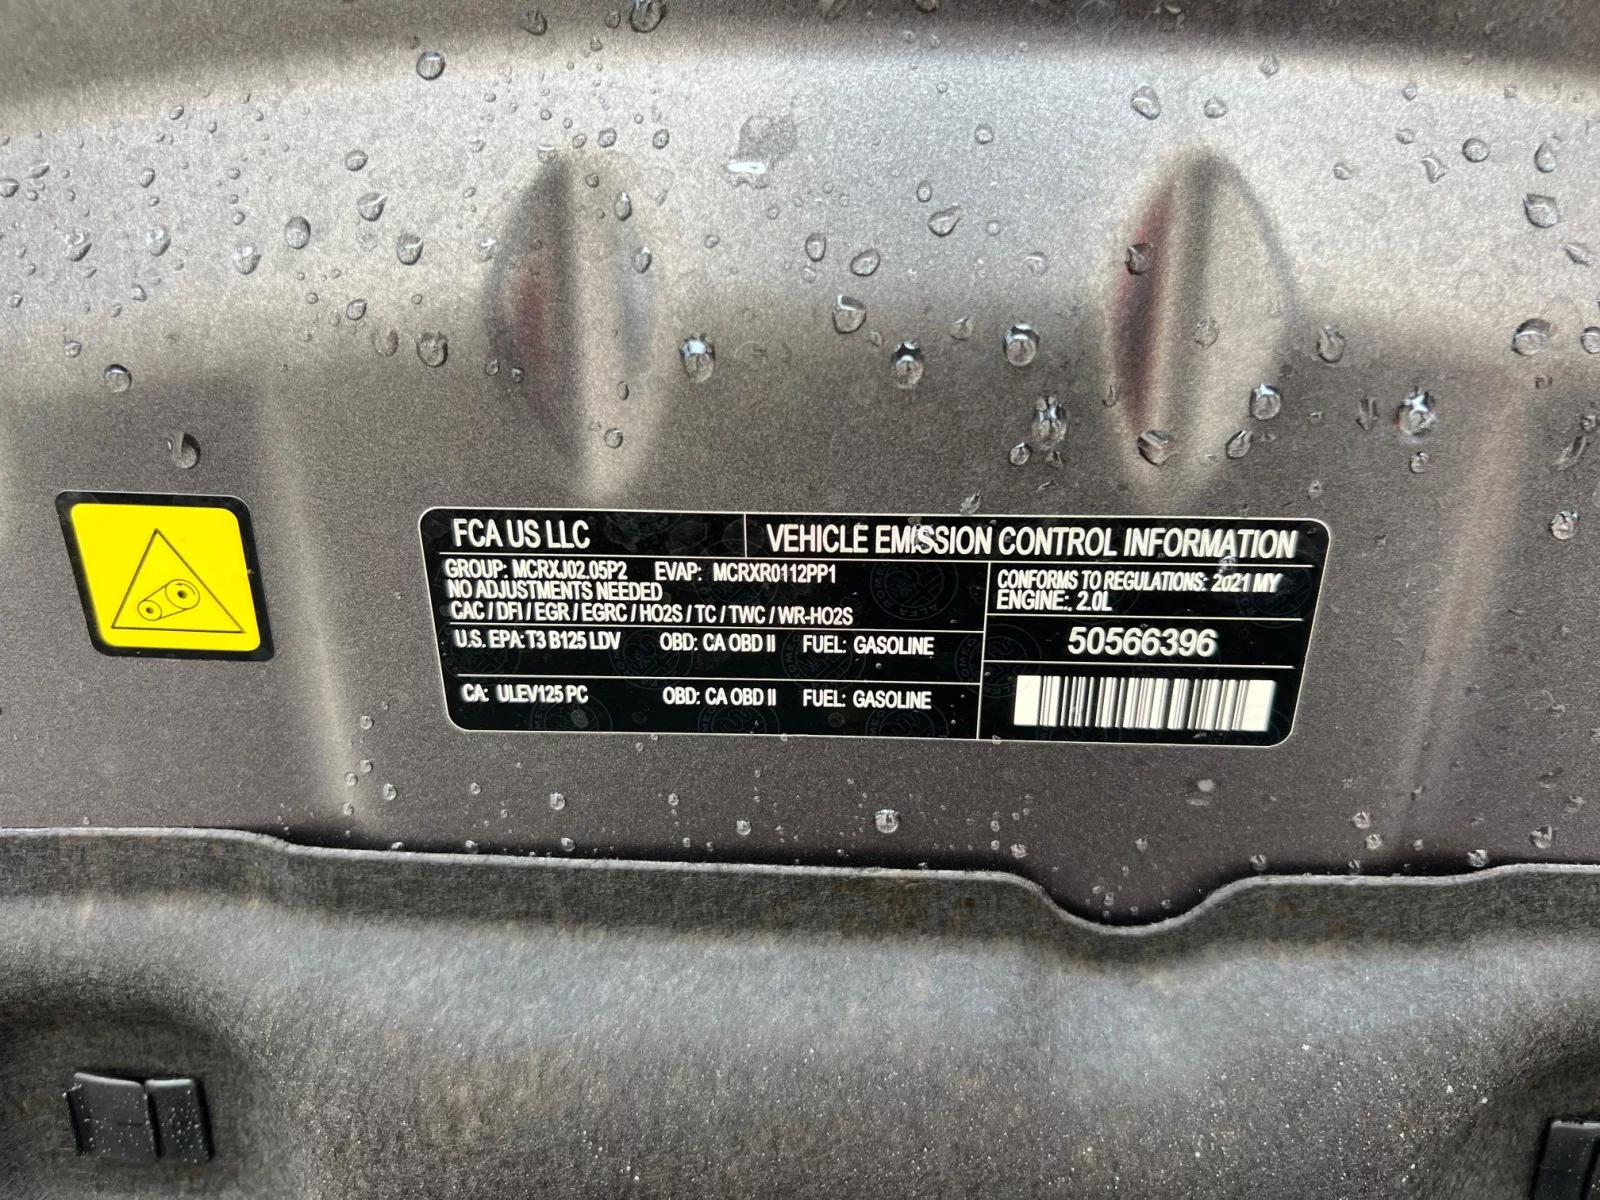 FCA US LLC VEHICLE EMISSION CONTROL INFORMATION
GROUP: MCRXJ02.05P2 EVAP: MCRXR0112PP1
NO ADJUSTMENTS NEEDED
CAC / DFI / EGR / EGRC / HO2S / TC / TWC / WR-HO2S
U.S. EPA: T3 B125 LDV OBD: CA OBD II FUEL: GASOLINE
CA: ULEV125 PC OBD: CA OBD II FUEL: GASOLINE
CONFORMS TO REGULATIONS: 2021 MY
ENGINE: 2.0L
50566396